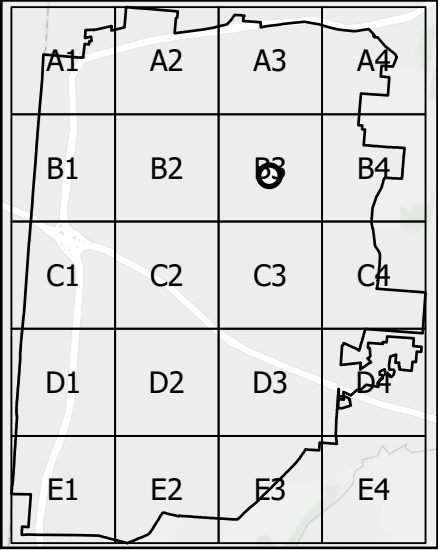 A1 A2 A3 A4
B1 B2 B3 B4
C1 C2 C3 C4
D1 D2 D3 D4
E1 E2 E3 E4